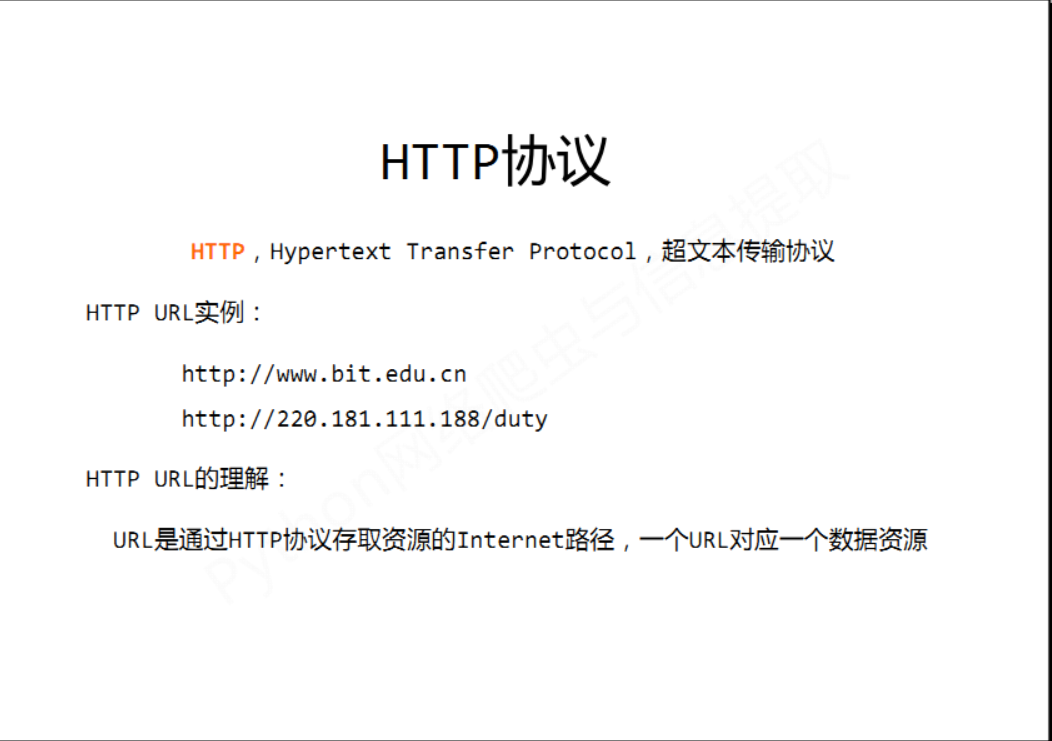 HTTP协议
HTTP，Hypertext Transfer Protocol，超文本传输协议
HTTP URL实例：
http://www.bit.edu.cn
http://220.181.111.188/duty
HTTP URL的理解：
URL是通过HTTP协议存取资源的Internet路径，一个URL对应一个数据资源
Python网络爬虫与信息提取